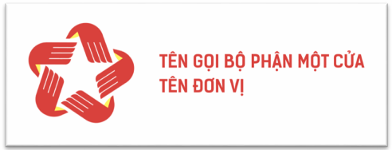 TÊN GỌI BỘ PHẬN MỘT CỬA
TÊN ĐƠN VỊ